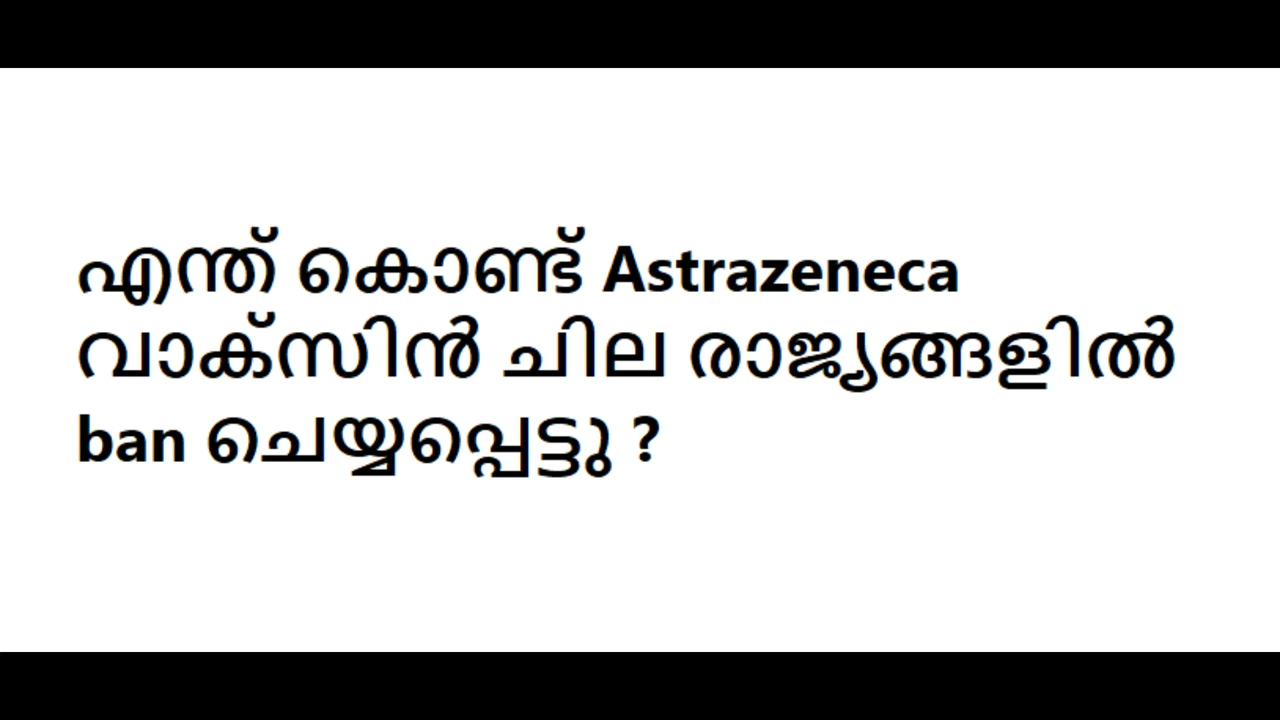 എന്ത് കൊണ്ട് Astrazeneca
വാക്സിൻ ചില രാജ്യങ്ങളിൽ
ban ചെയ്യപ്പെട്ടു ?